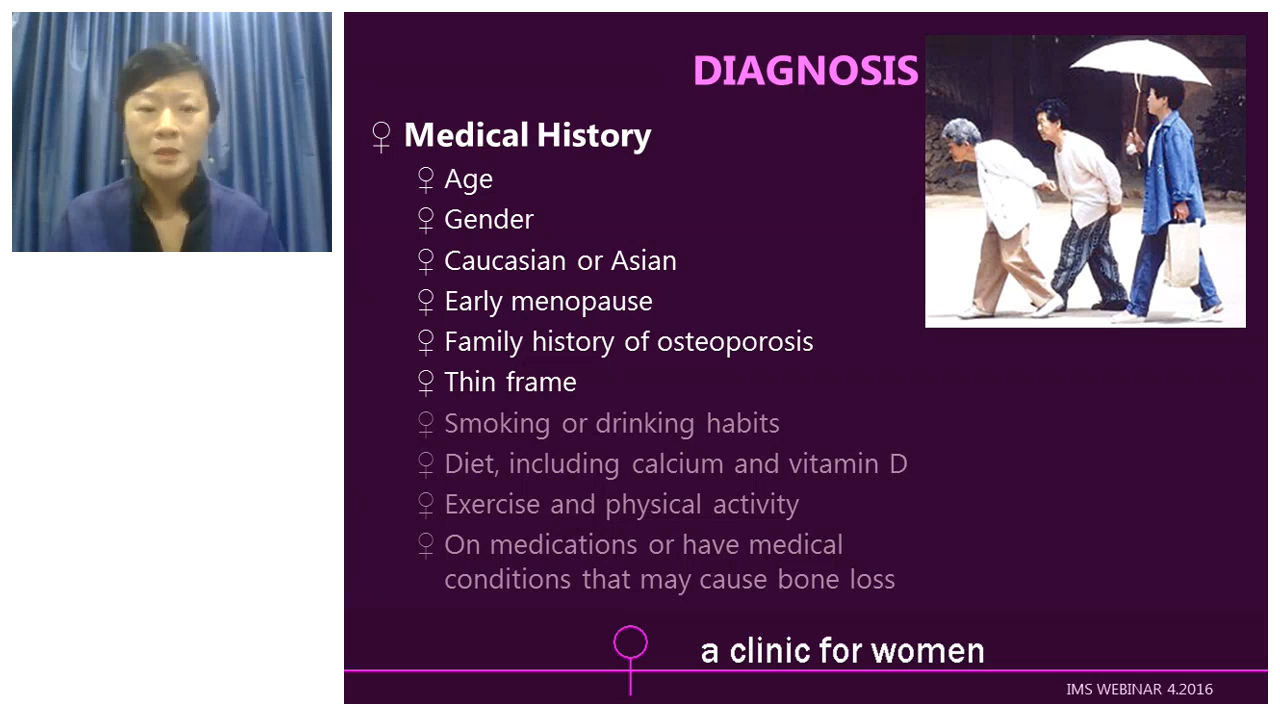 DIAGNOSIS
Medical History
Age
Gender
Caucasian or Asian
Early menopause
Family history of osteoporosis
Thin frame
Smoking or drinking habits
Diet, including calcium and vitamin D
Exercise and physical activity
On medications or have medical
conditions that may cause bone loss
a clinic for women
IMS WEBINAR 4.2016